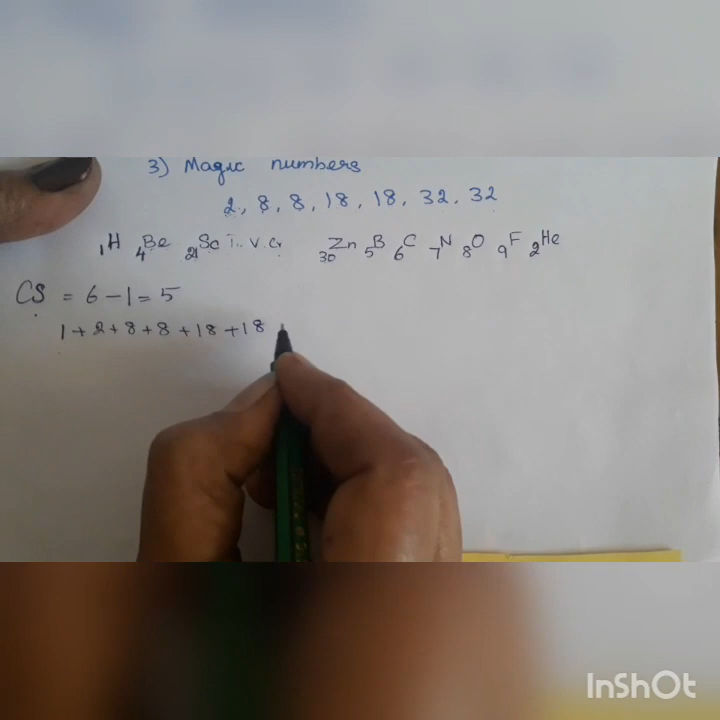 3) Magic numbers
2, 8, 8, 18, 18, 32, 32
1H 4Be 21Sc Ti V Cr 30Zn 5B 6C 7N 8O 9F 2He
CS = 6 - 1 = 5
1 + 2 + 8 + 8 + 18 + 18
InShOt